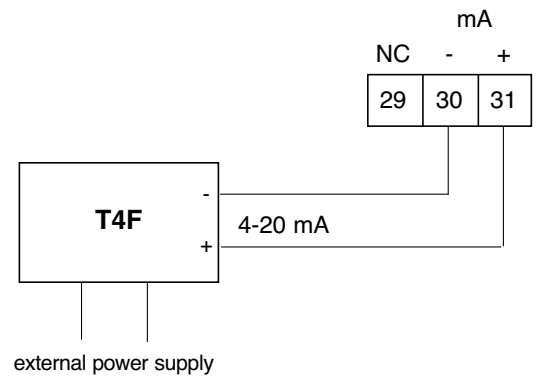 mA
NC - +
29 30 31
-
T4F
4-20 mA
+
external power supply